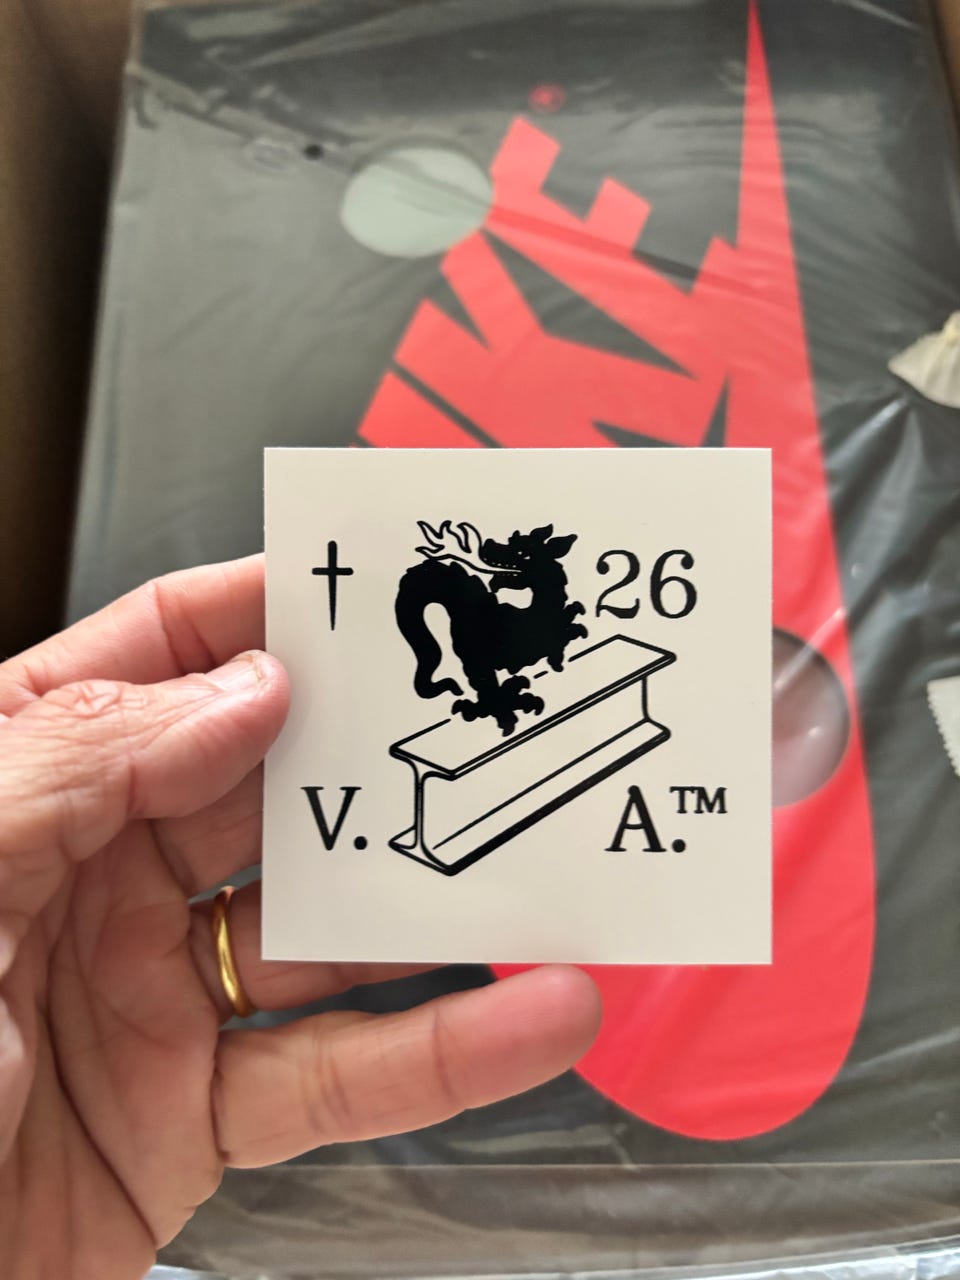 NIKE
®
† 26
V. A.™